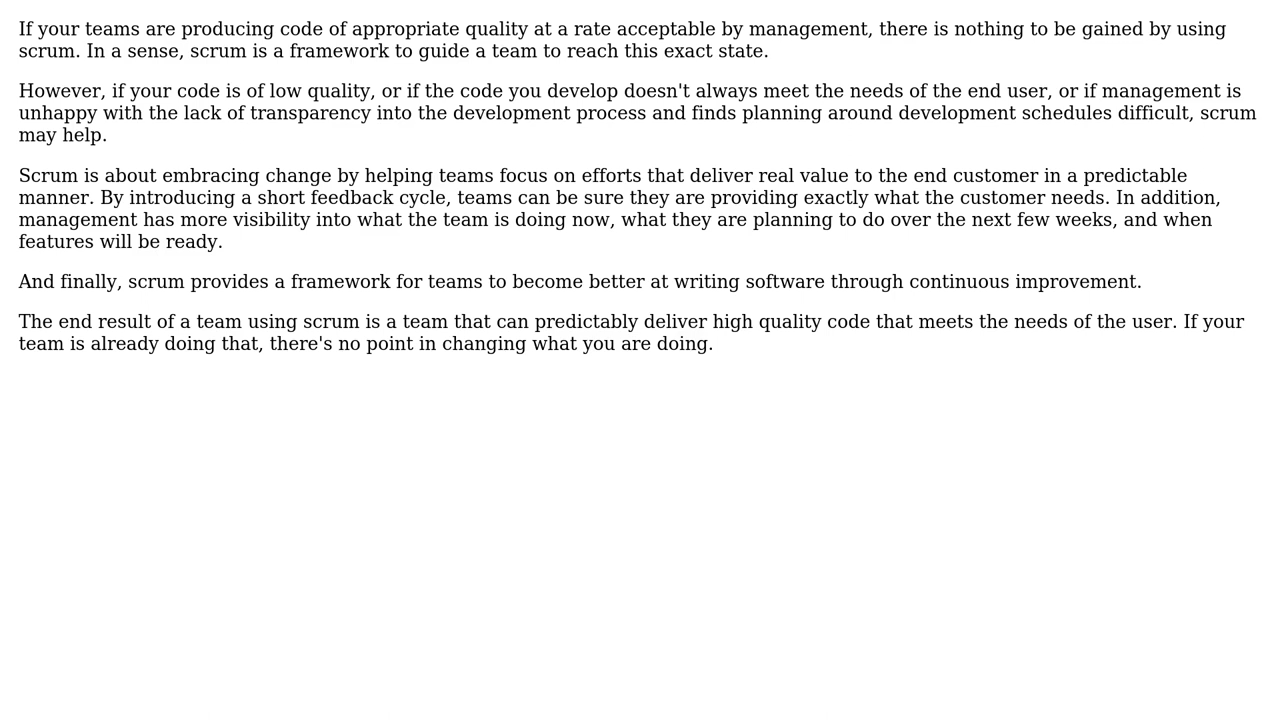 If your teams are producing code of appropriate quality at a rate acceptable by management, there is nothing to be gained by using
scrum. In a sense, scrum is a framework to guide a team to reach this exact state.
However, if your code is of low quality, or if the code you develop doesn't always meet the needs of the end user, or if management is
unhappy with the lack of transparency into the development process and finds planning around development schedules difficult, scrum
may help.
Scrum is about embracing change by helping teams focus on efforts that deliver real value to the end customer in a predictable
manner. By introducing a short feedback cycle, teams can be sure they are providing exactly what the customer needs. In addition,
management has more visibility into what the team is doing now, what they are planning to do over the next few weeks, and when
features will be ready.
And finally, scrum provides a framework for teams to become better at writing software through continuous improvement.
The end result of a team using scrum is a team that can predictably deliver high quality code that meets the needs of the user. If your
team is already doing that, there's no point in changing what you are doing.